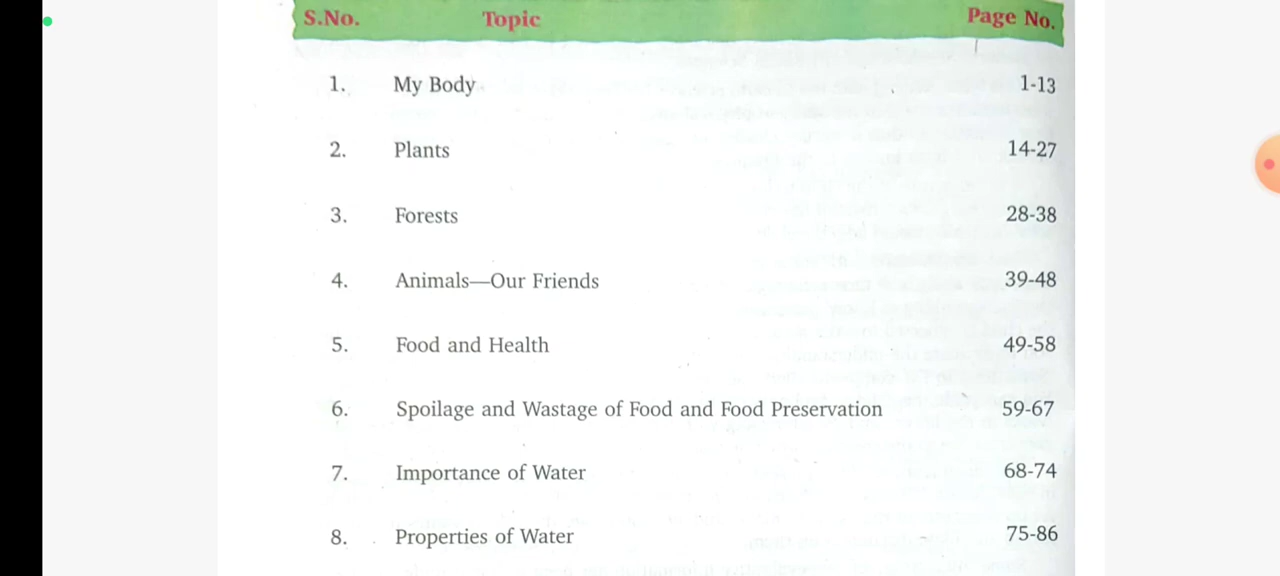 S.No. Topic Page No.
1. My Body 1-13
2. Plants 14-27
3. Forests 28-38
4. Animals—Our Friends 39-48
5. Food and Health 49-58
6. Spoilage and Wastage of Food and Food Preservation 59-67
7. Importance of Water 68-74
8. Properties of Water 75-86